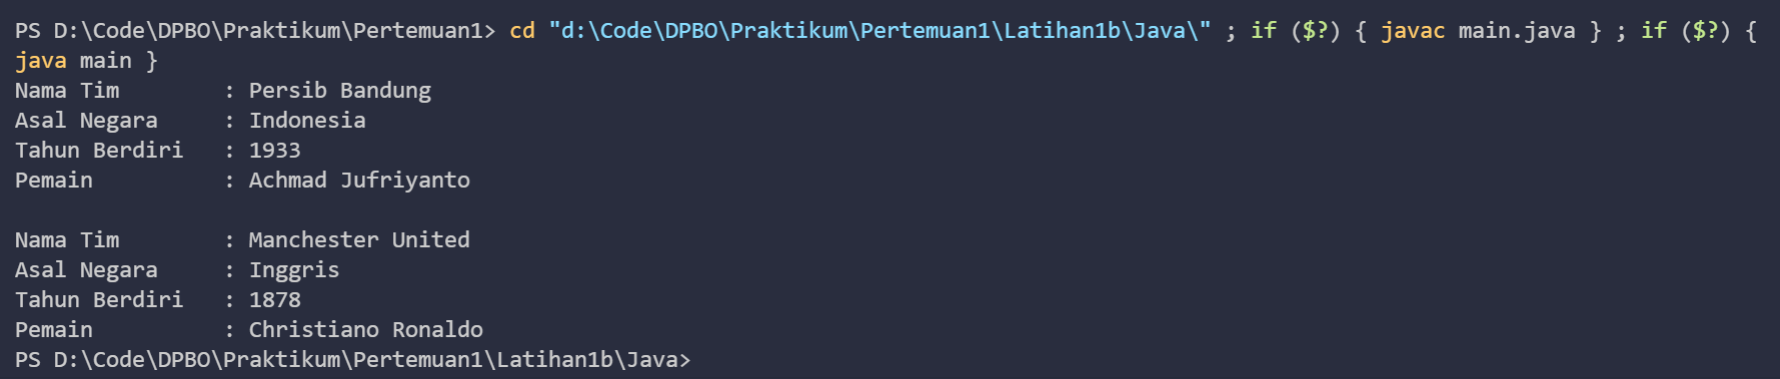 PS D:\Code\DPBO\Praktikum\Pertemuan1> cd "d:\Code\DPBO\Praktikum\Pertemuan1\Latihan1b\Java\" ; if ($?) { javac main.java } ; if ($?) {
java main }
Nama Tim        : Persib Bandung
Asal Negara     : Indonesia
Tahun Berdiri   : 1933
Pemain          : Achmad Jufriyanto

Nama Tim        : Manchester United
Asal Negara     : Inggris
Tahun Berdiri   : 1878
Pemain          : Christiano Ronaldo
PS D:\Code\DPBO\Praktikum\Pertemuan1\Latihan1b\Java>